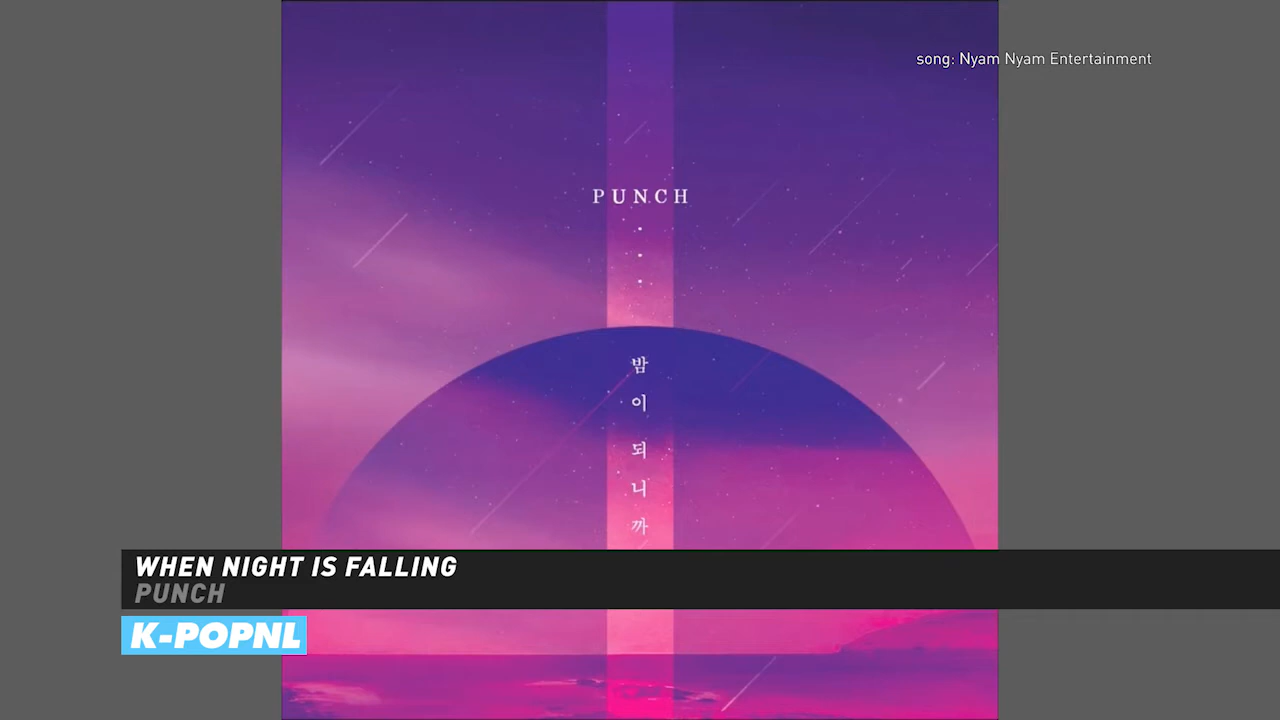 song: Nyam Nyam Entertainment
PUNCH
밤이되니까
WHEN NIGHT IS FALLING
PUNCH
K-POPNL